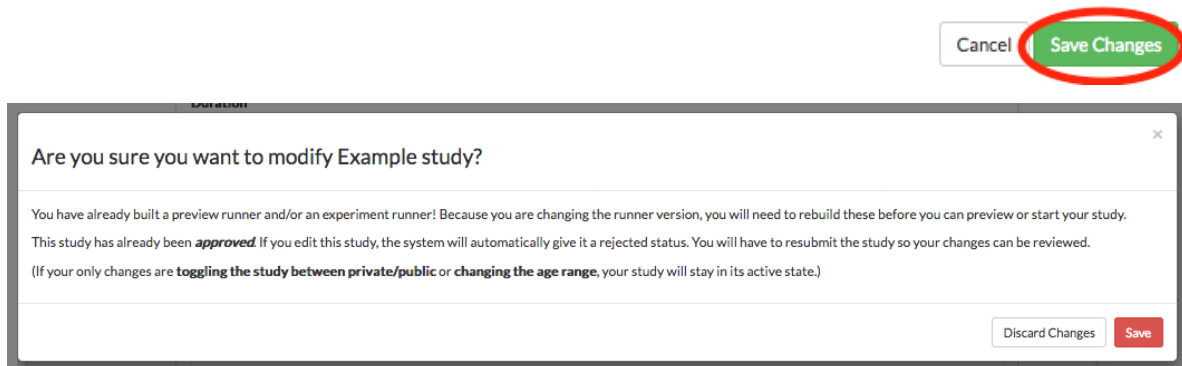 Cancel Save Changes
Duration
×
Are you sure you want to modify Example study?
You have already built a preview runner and/or an experiment runner! Because you are changing the runner version, you will need to rebuild these before you can preview or start your study.
This study has already been approved. If you edit this study, the system will automatically give it a rejected status. You will have to resubmit the study so your changes can be reviewed.
(If your only changes are toggling the study between private/public or changing the age range, your study will stay in its active state.)
Discard Changes Save